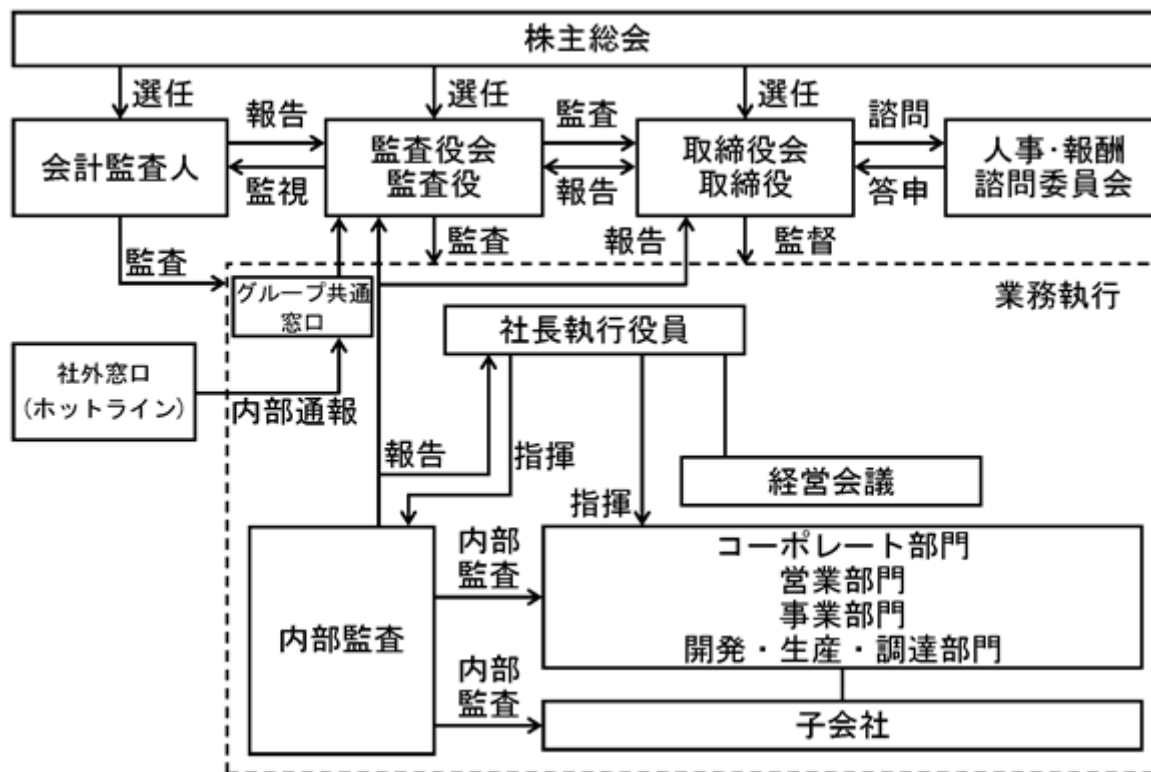 株主総会
選任
選任
選任
会計監査人
報告
監視
監査役会
監査役
監査
報告
取締役会
取締役
諮問
答申
人事・報酬
諮問委員会
監査
監査
報告
監督
業務執行
グループ共通
窓口
社長執行役員
社外窓口
（ホットライン）
内部通報
報告
指揮
指揮
経営会議
内部監査
内部
監査
コーポレート部門
営業部門
事業部門
開発・生産・調達部門
内部
監査
子会社